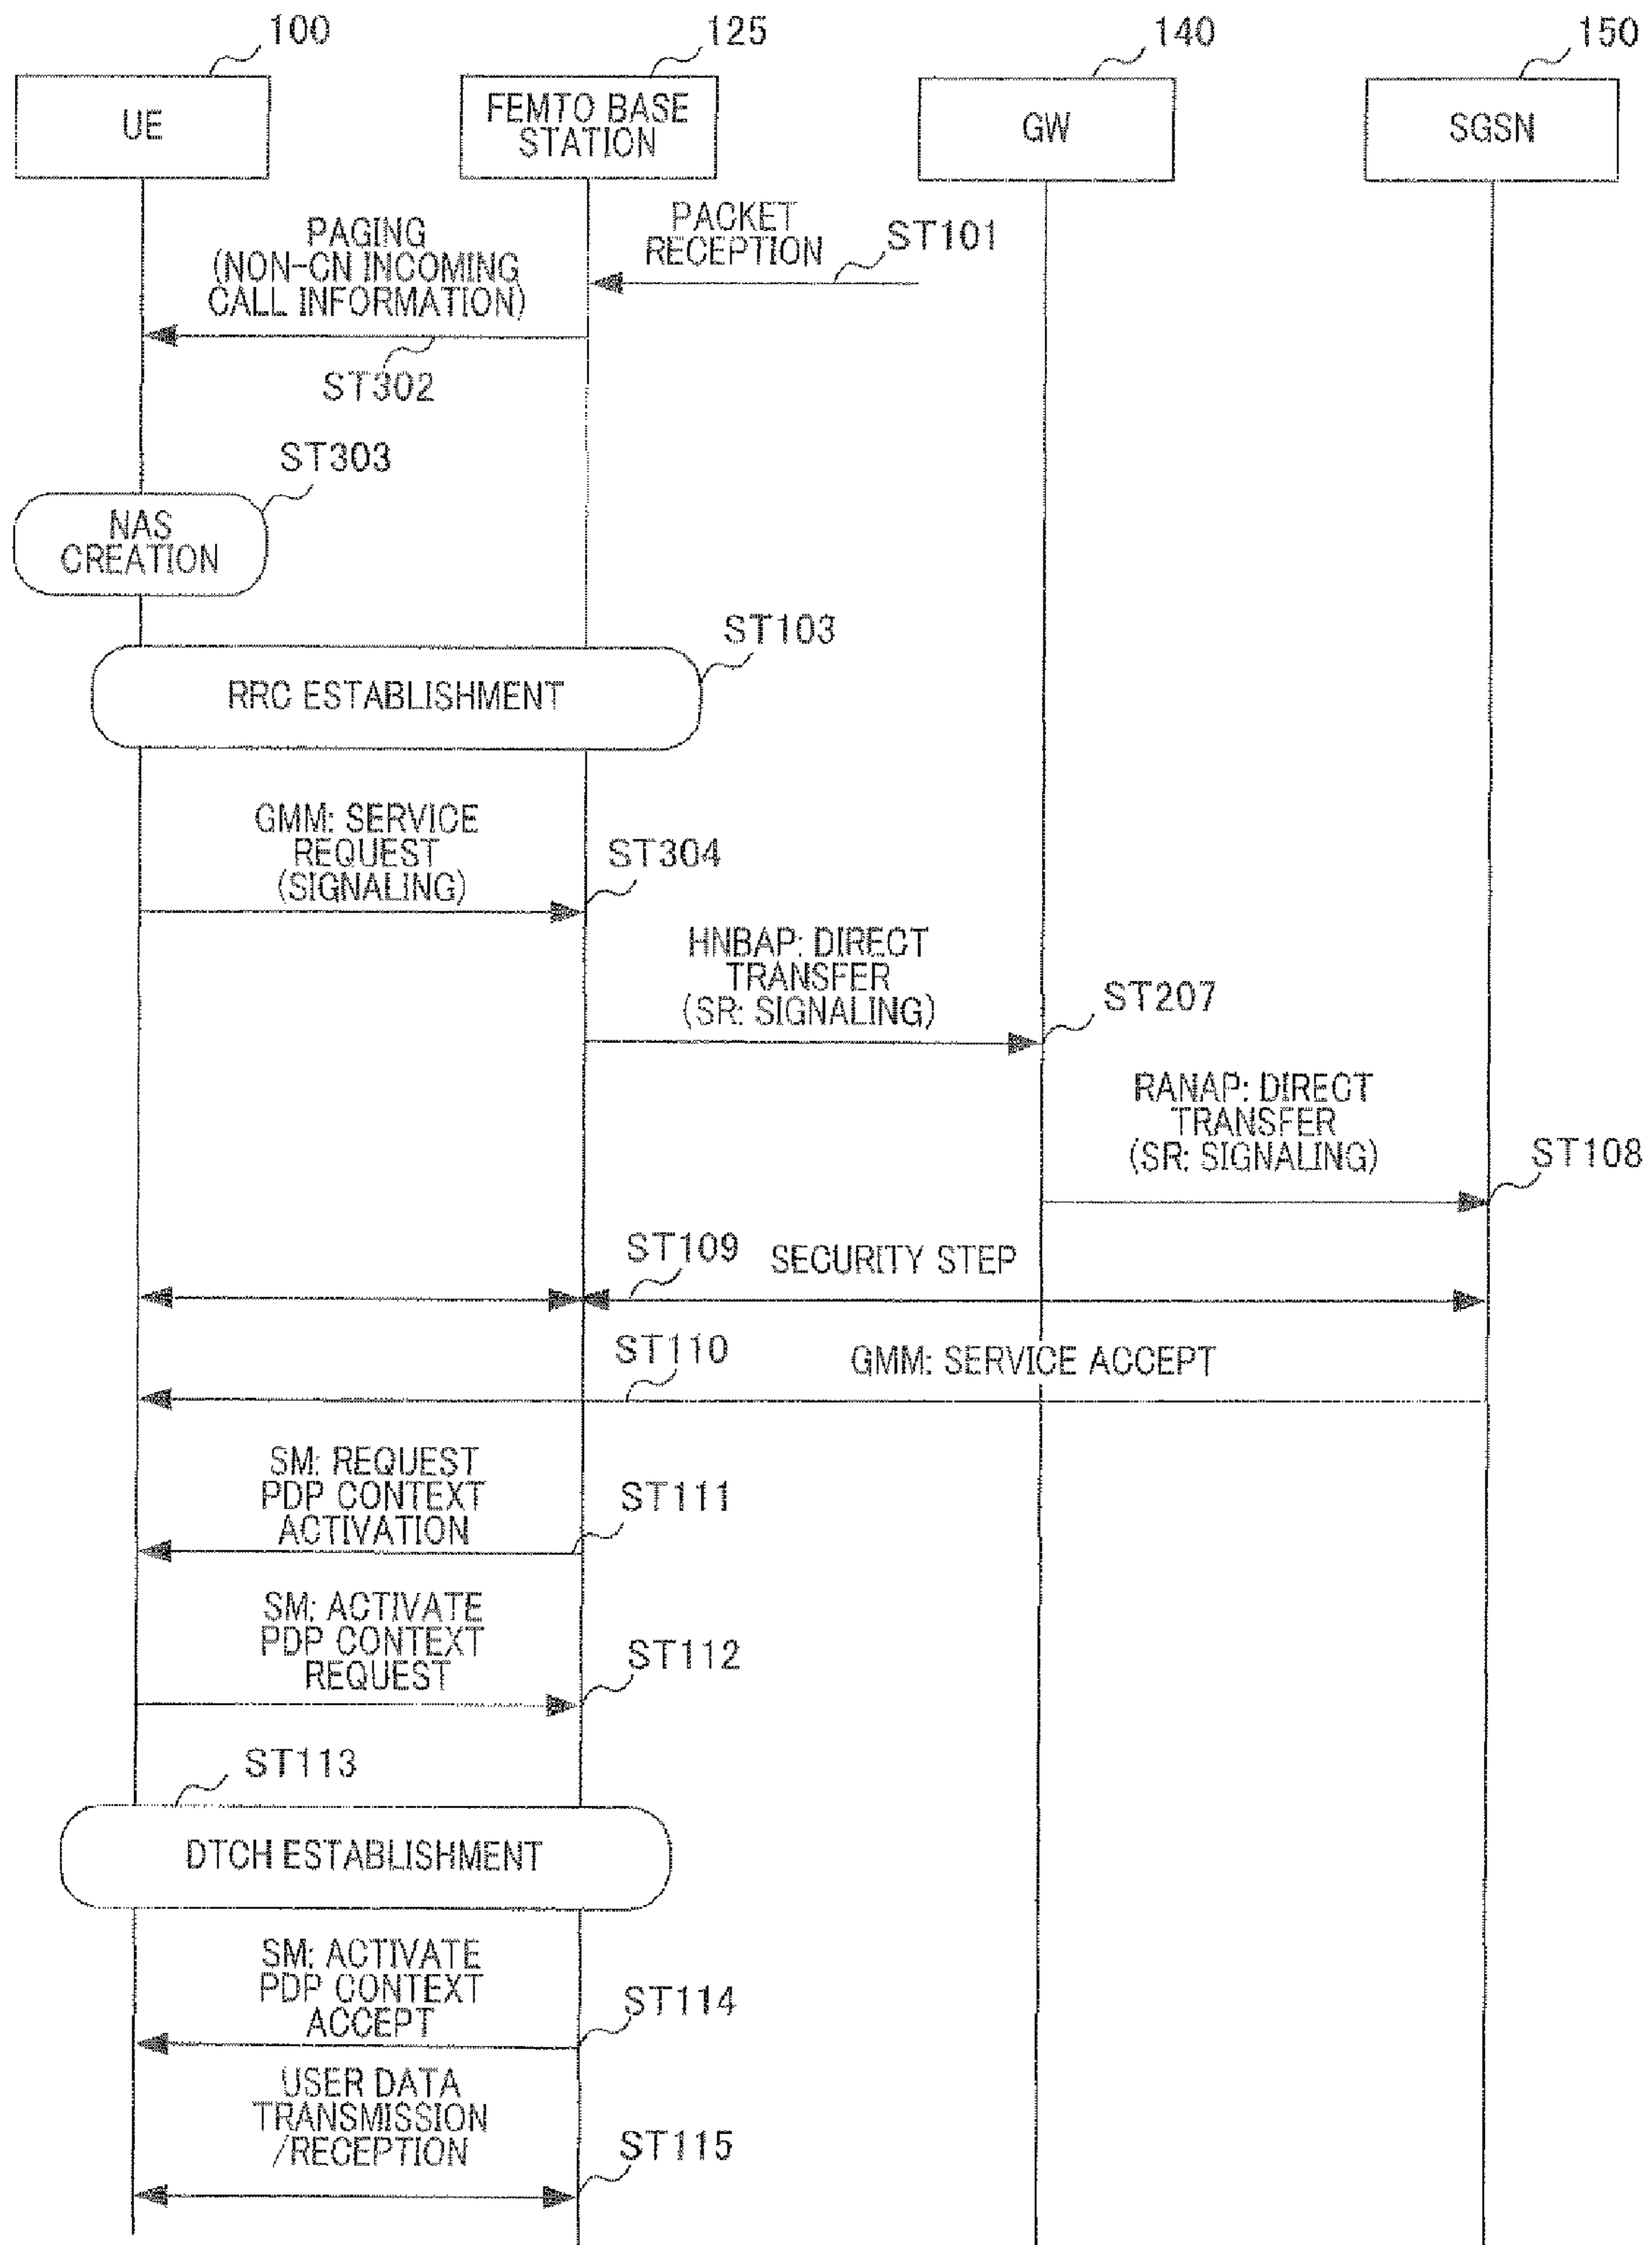 100
125
140
150
UE
FEMTO BASE
STATION
GW
SGSN
PACKET
RECEPTION
ST101
PAGING
(NON-CN INCOMING
CALL INFORMATION)
ST302
ST303
NAS
CREATION
ST103
RRC ESTABLISHMENT
GMM: SERVICE
REQUEST
(SIGNALING)
ST304
HNBAP: DIRECT
TRANSFER
(SR: SIGNALING)
ST207
RANAP: DIRECT
TRANSFER
(SR: SIGNALING)
ST108
ST109
SECURITY STEP
ST110
GMM: SERVICE ACCEPT
SM: REQUEST
PDP CONTEXT
ACTIVATION
ST111
SM: ACTIVATE
PDP CONTEXT
REQUEST
ST112
ST113
DTCH ESTABLISHMENT
SM: ACTIVATE
PDP CONTEXT
ACCEPT
ST114
USER DATA
TRANSMISSION
/RECEPTION
ST115